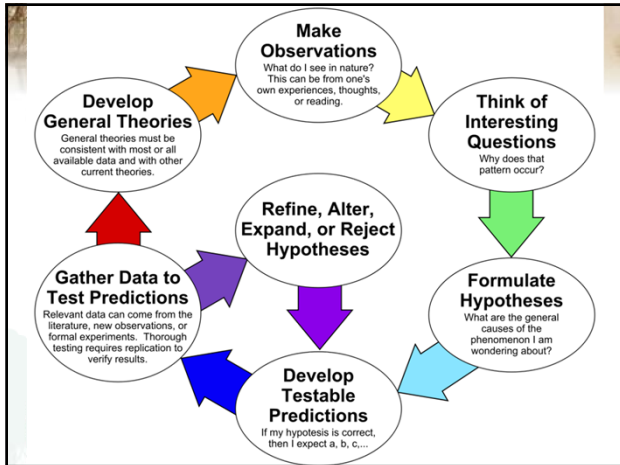 Make
Observations
What do I see in nature?
This can be from one's
own experiences, thoughts,
or reading.
Think of
Interesting
Questions
Why does that
pattern occur?
Formulate
Hypotheses
What are the general
causes of the
phenomenon I am
wondering about?
Develop
Testable
Predictions
If my hypotesis is correct,
then I expect a, b, c,...
Gather Data to
Test Predictions
Relevant data can come from the
literature, new observations, or
formal experiments. Thorough
testing requires replication to
verify results.
Refine, Alter,
Expand, or Reject
Hypotheses
Develop
General Theories
General theories must be
consistent with most or all
available data and with other
current theories.